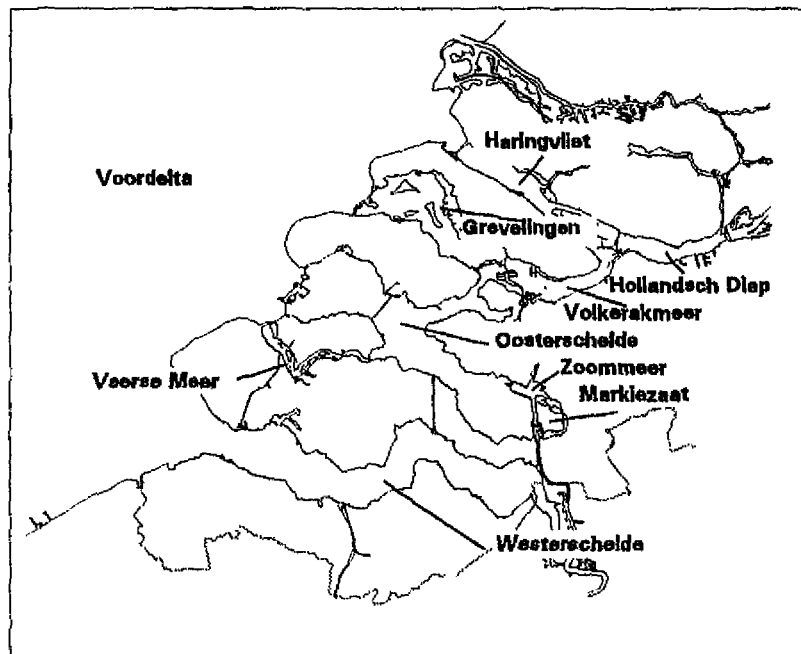 Haringvliet
Voordelta
Grevelingen
Hollandsch Diep
Volkerakmeer
Oosterschelde
Zoommeer
Veerse Meer
Markiezaat
Westerschelde